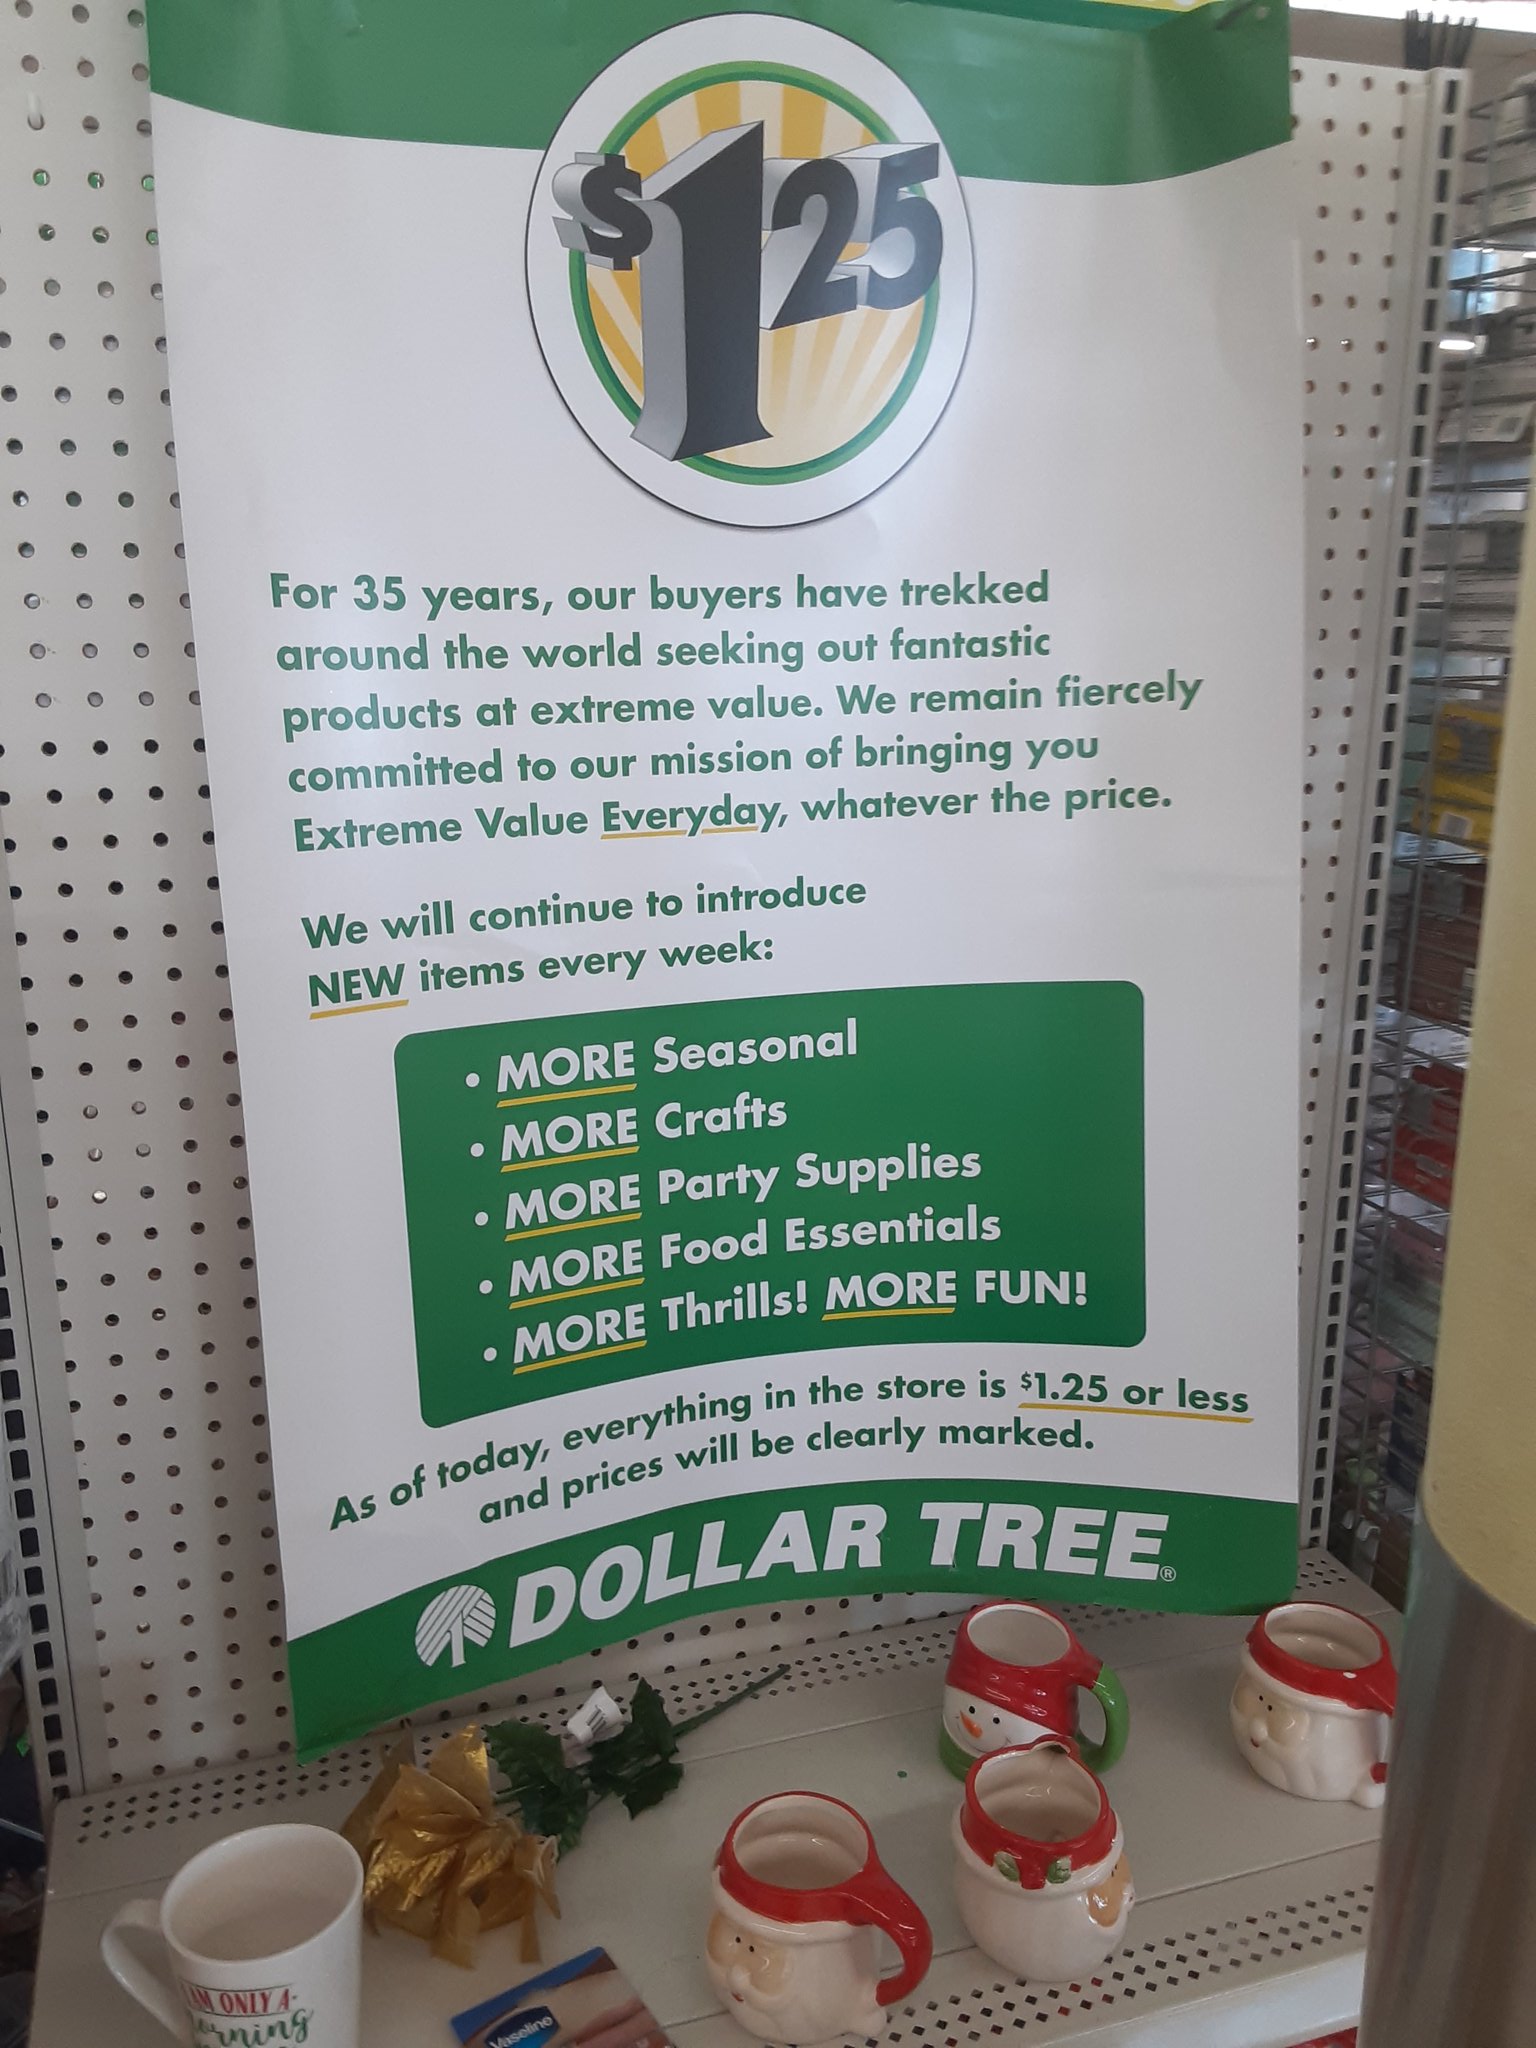 $1.25
For 35 years, our buyers have trekked
around the world seeking out fantastic
products at extreme value. We remain fiercely
committed to our mission of bringing you
Extreme Value Everyday, whatever the price.
We will continue to introduce
NEW items every week:
• MORE Seasonal
• MORE Crafts
• MORE Party Supplies
• MORE Food Essentials
• MORE Thrills! MORE FUN!
As of today, everything in the store is $1.25 or less
and prices will be clearly marked.
DOLLAR TREE®
AM ONLY A-
Vaseline